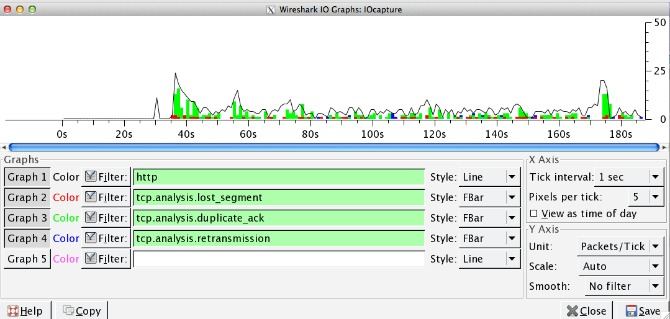 Wireshark IO Graphs: IOcapture
50
25
0
0s 20s 40s 60s 80s 100s 120s 140s 160s 180s
Graphs
Graph 1 Color Filter: http Style: Line
Graph 2 Color Filter: tcp.analysis.lost_segment Style: FBar
Graph 3 Color Filter: tcp.analysis.duplicate_ack Style: FBar
Graph 4 Color Filter: tcp.analysis.retransmission Style: FBar
Graph 5 Color Filter: Style: Line
X Axis
Tick interval: 1 sec
Pixels per tick: 5
View as time of day
Y Axis
Unit: Packets/Tick
Scale: Auto
Smooth: No filter
Help Copy Close Save